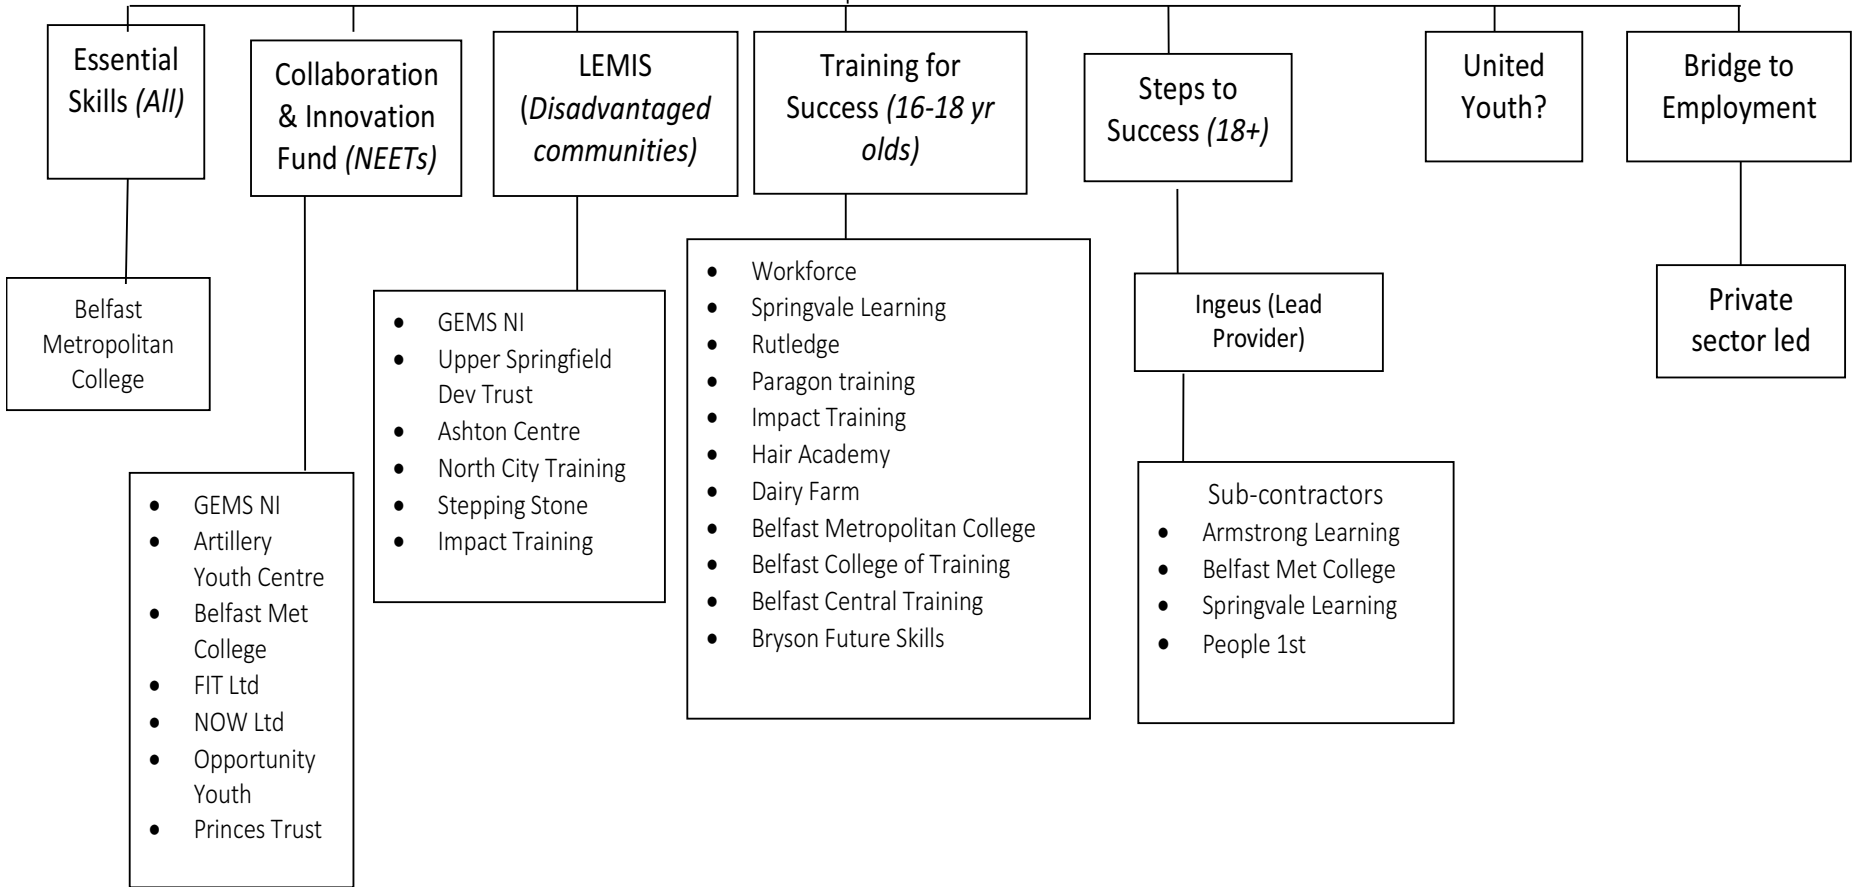 Essential
Skills (All)
Collaboration
& Innovation
Fund (NEETs)
LEMIS
(Disadvantaged
communities)
Training for
Success (16-18 yr
olds)
Steps to
Success (18+)
United
Youth?
Bridge to
Employment
Belfast
Metropolitan
College
• GEMS NI
• Artillery
Youth Centre
• Belfast Met
College
• FIT Ltd
• NOW Ltd
• Opportunity
Youth
• Princes Trust
• GEMS NI
• Upper Springfield
Dev Trust
• Ashton Centre
• North City Training
• Stepping Stone
• Impact Training
• Workforce
• Springvale Learning
• Rutledge
• Paragon training
• Impact Training
• Hair Academy
• Dairy Farm
• Belfast Metropolitan College
• Belfast College of Training
• Belfast Central Training
• Bryson Future Skills
Ingeus (Lead
Provider)
Sub-contractors
• Armstrong Learning
• Belfast Met College
• Springvale Learning
• People 1st
Private
sector led